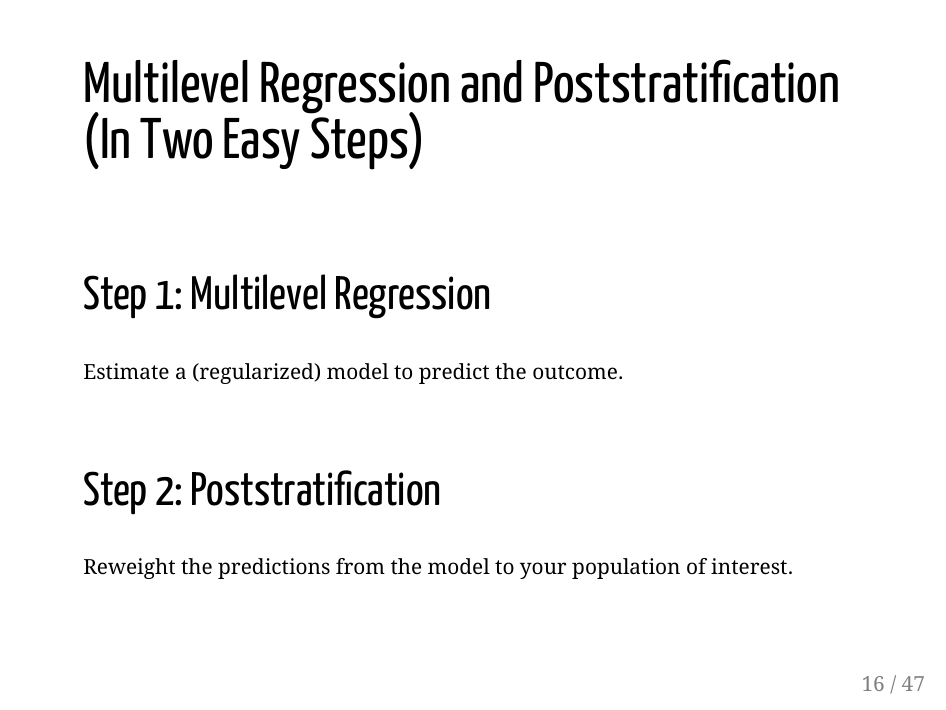 Multilevel Regression and Poststratification
(In Two Easy Steps)
Step 1: Multilevel Regression
Estimate a (regularized) model to predict the outcome.
Step 2: Poststratification
Reweight the predictions from the model to your population of interest.
16 / 47